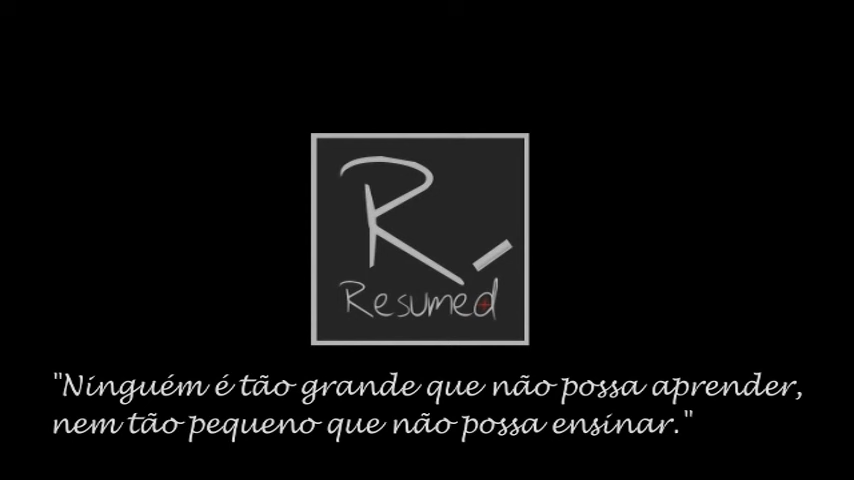 R
Resumed
"Ninguém é tão grande que não possa aprender,
nem tão pequeno que não possa ensinar."